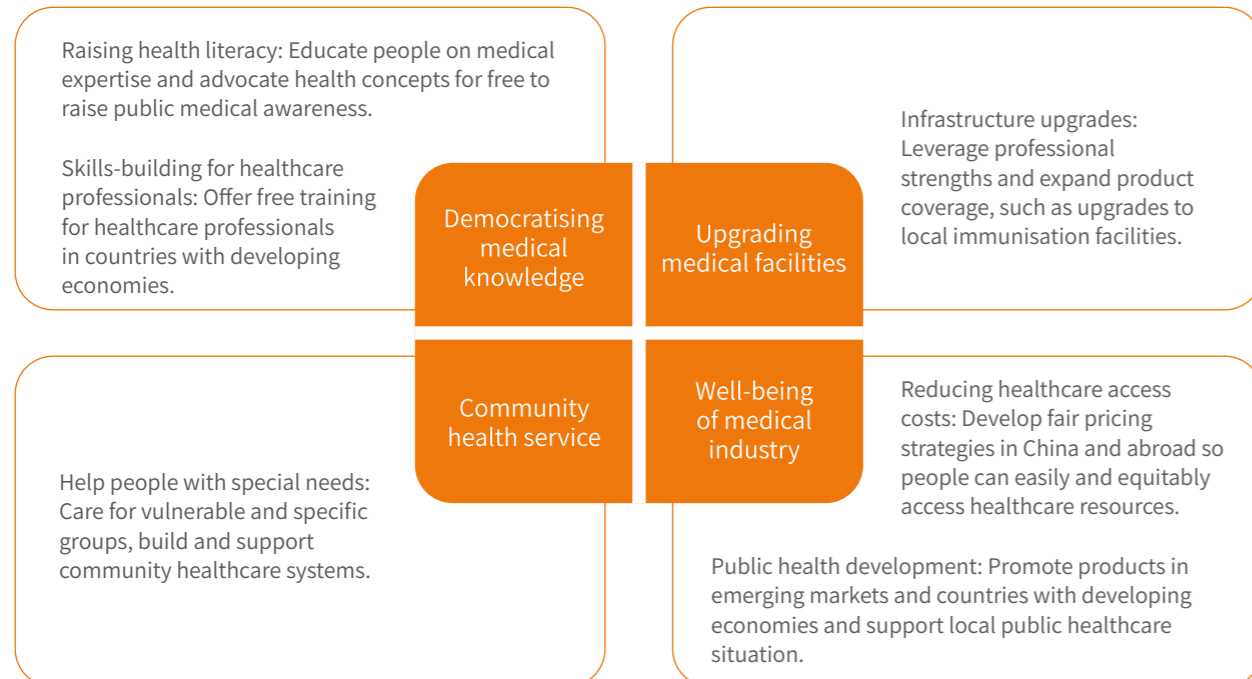 Raising health literacy: Educate people on medical
expertise and advocate health concepts for free to
raise public medical awareness.
Skills-building for healthcare
professionals: Offer free training
for healthcare professionals
in countries with developing
economies.
Democratising
medical
knowledge
Upgrading
medical facilities
Infrastructure upgrades:
Leverage professional
strengths and expand product
coverage, such as upgrades to
local immunisation facilities.
Help people with special needs:
Care for vulnerable and specific
groups, build and support
community healthcare systems.
Community
health service
Well-being
of medical
industry
Reducing healthcare access
costs: Develop fair pricing
strategies in China and abroad so
people can easily and equitably
access healthcare resources.
Public health development: Promote products in
emerging markets and countries with developing
economies and support local public healthcare
situation.